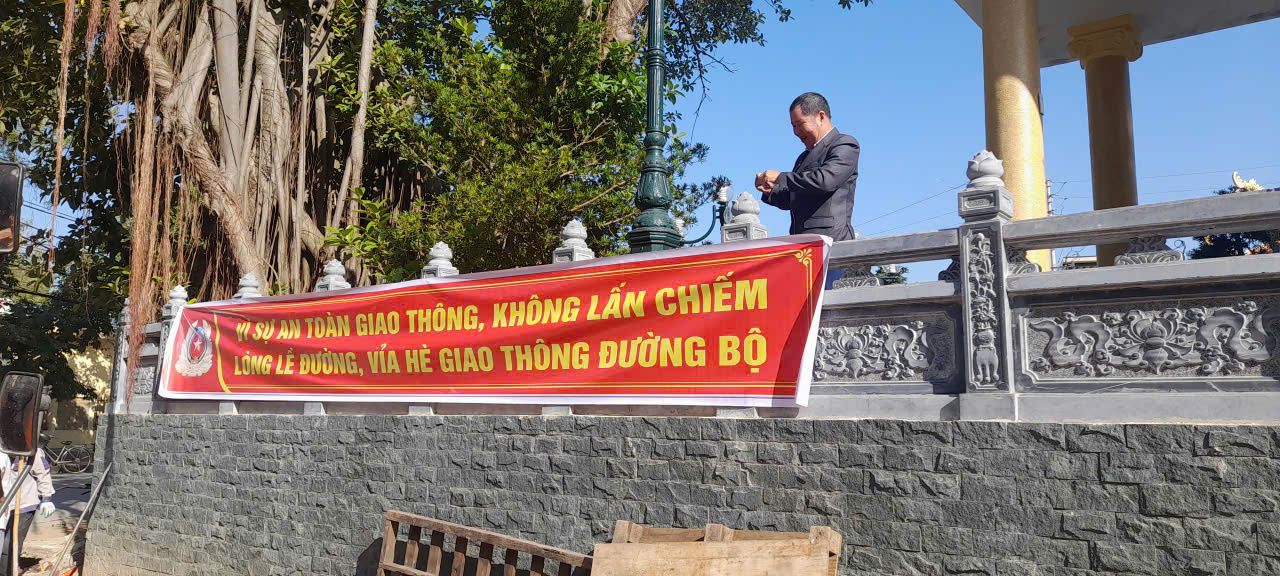 VÌ SỰ AN TOÀN GIAO THÔNG, KHÔNG LẤN CHIẾM
LÒNG LỀ ĐƯỜNG, VỈA HÈ GIAO THÔNG ĐƯỜNG BỘ